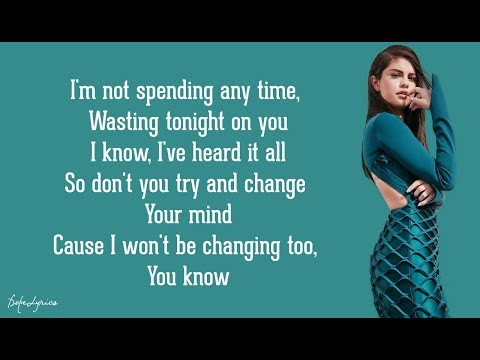 I'm not spending any time,
Wasting tonight on you
I know, I've heard it all
So don't you try and change
Your mind
Cause I won't be changing too,
You know
DopeLyrics